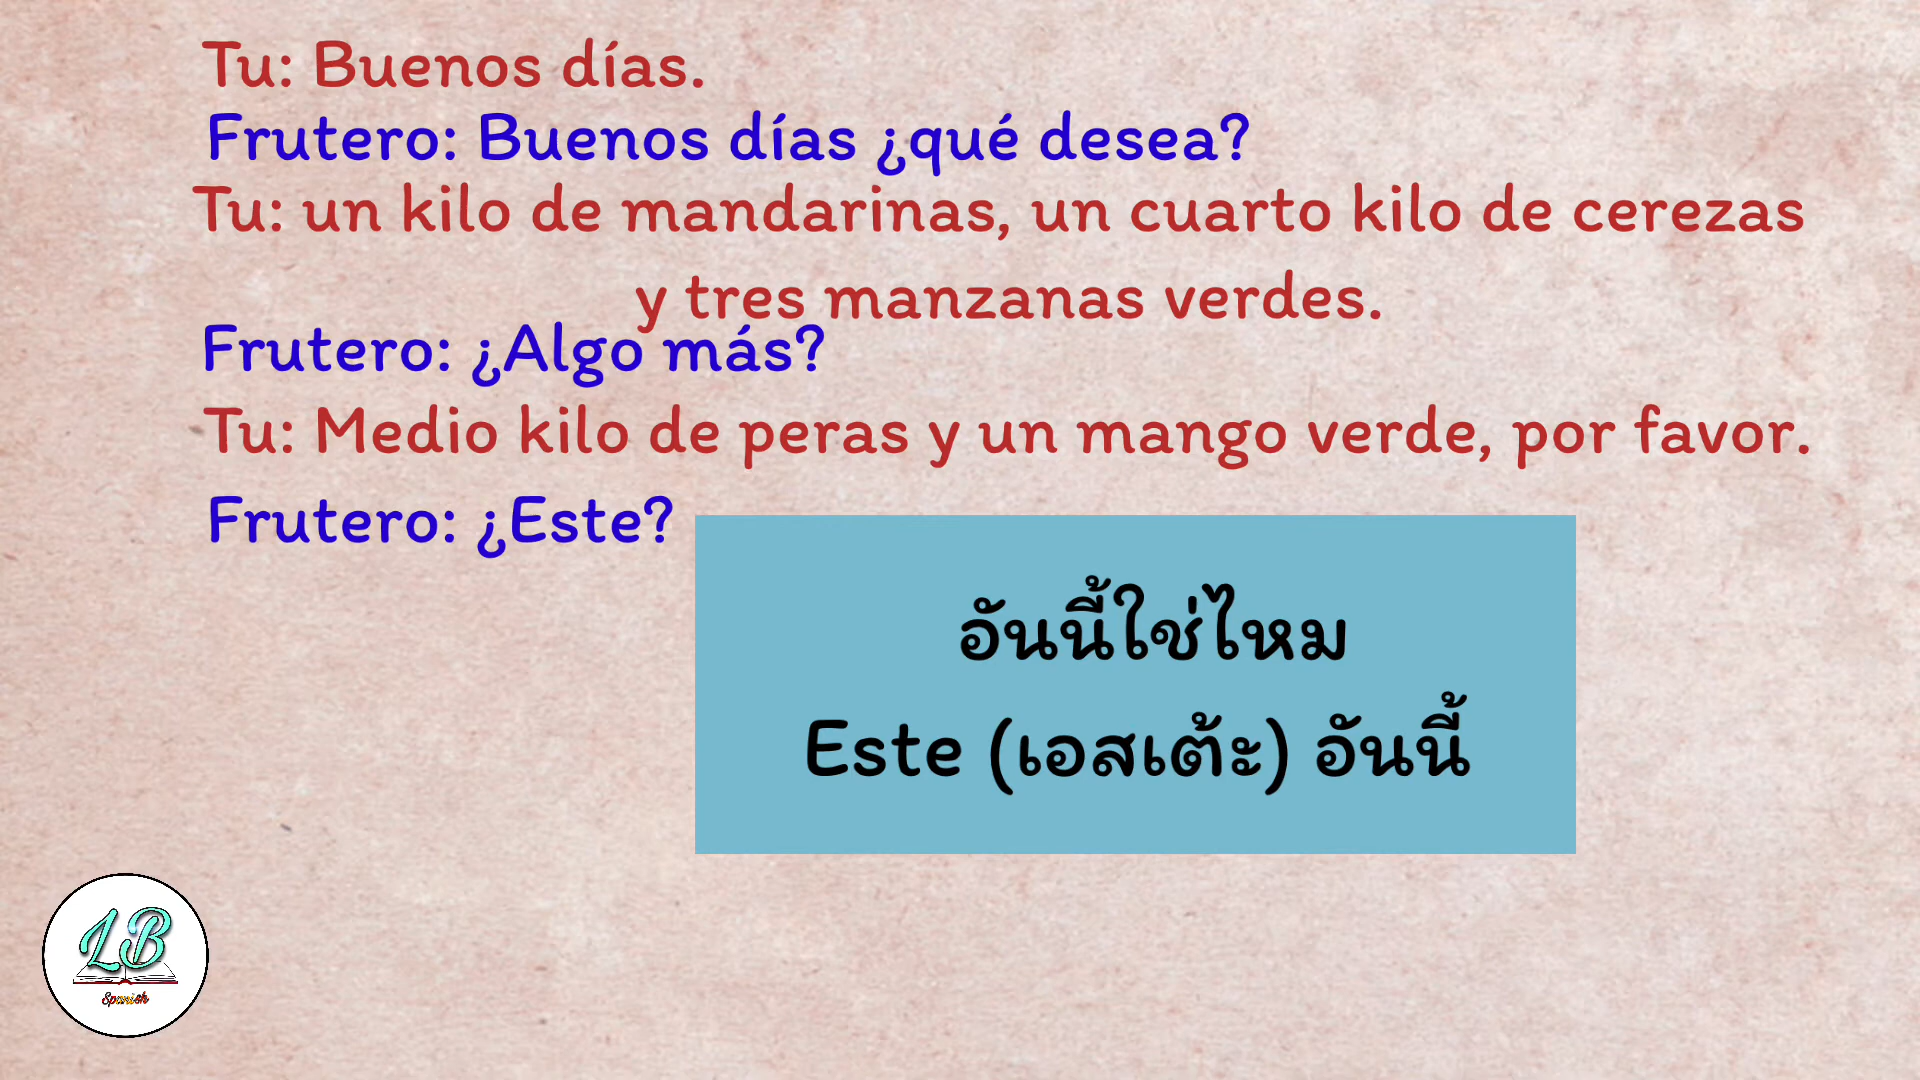 Tu: Buenos días.
Frutero: Buenos días ¿qué desea?
Tu: un kilo de mandarinas, un cuarto kilo de cerezas
y tres manzanas verdes.
Frutero: ¿Algo más?
Tu: Medio kilo de peras y un mango verde, por favor.
Frutero: ¿Este?
อันนี้ใช่ไหม
Este (เอสเต้ะ) อันนี้
LB
Spanish